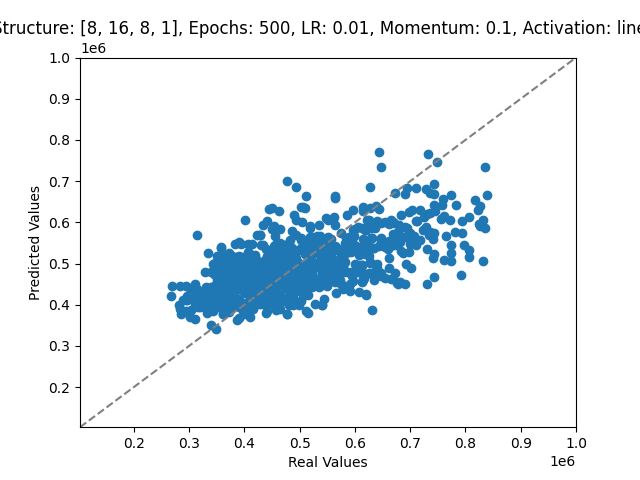 Structure: [8, 16, 8, 1], Epochs: 500, LR: 0.01, Momentum: 0.1, Activation: line
1e6
1.0
0.9
0.8
0.7
0.6
0.5
0.4
0.3
0.2
Predicted Values
0.2 0.3 0.4 0.5 0.6 0.7 0.8 0.9 1.0
Real Values
1e6